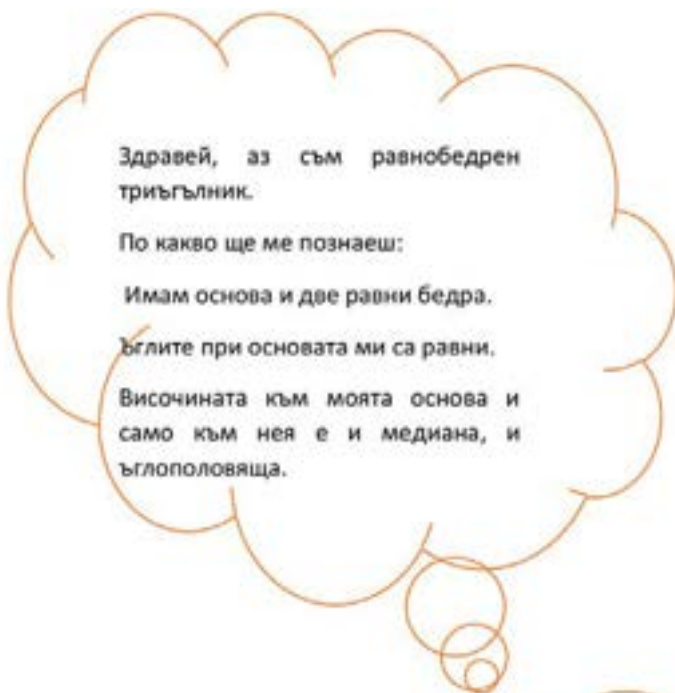 Здравей, аз съм равнобедрен
триъгълник.
По какво ще ме познаеш:
Имам основа и две равни бедра.
Ъглите при основата ми са равни.
Височината към моята основа и
само към нея е и медиана, и
ъглополовяща.